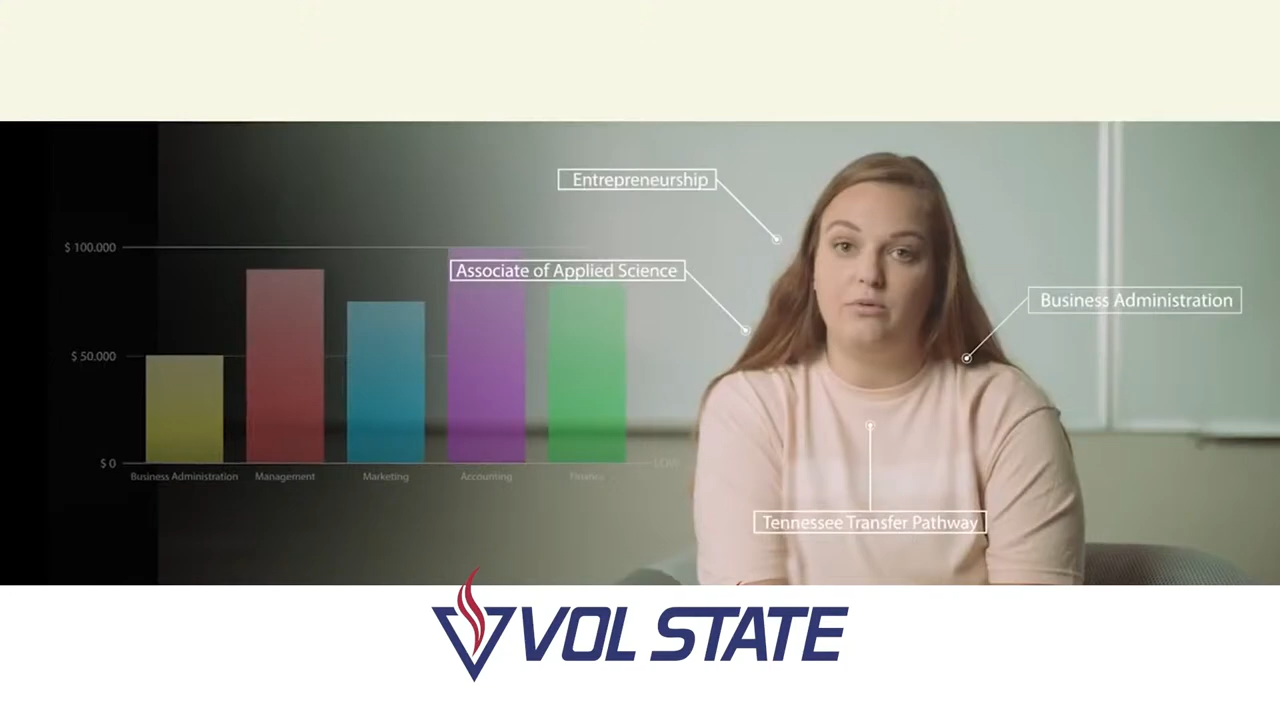 Entrepreneurship
$ 100.000
Associate of Applied Science
Business Administration
$ 50.000
$ 0
Business Administration
Management
Marketing
Accounting
Finance
Tennessee Transfer Pathway
VOL STATE